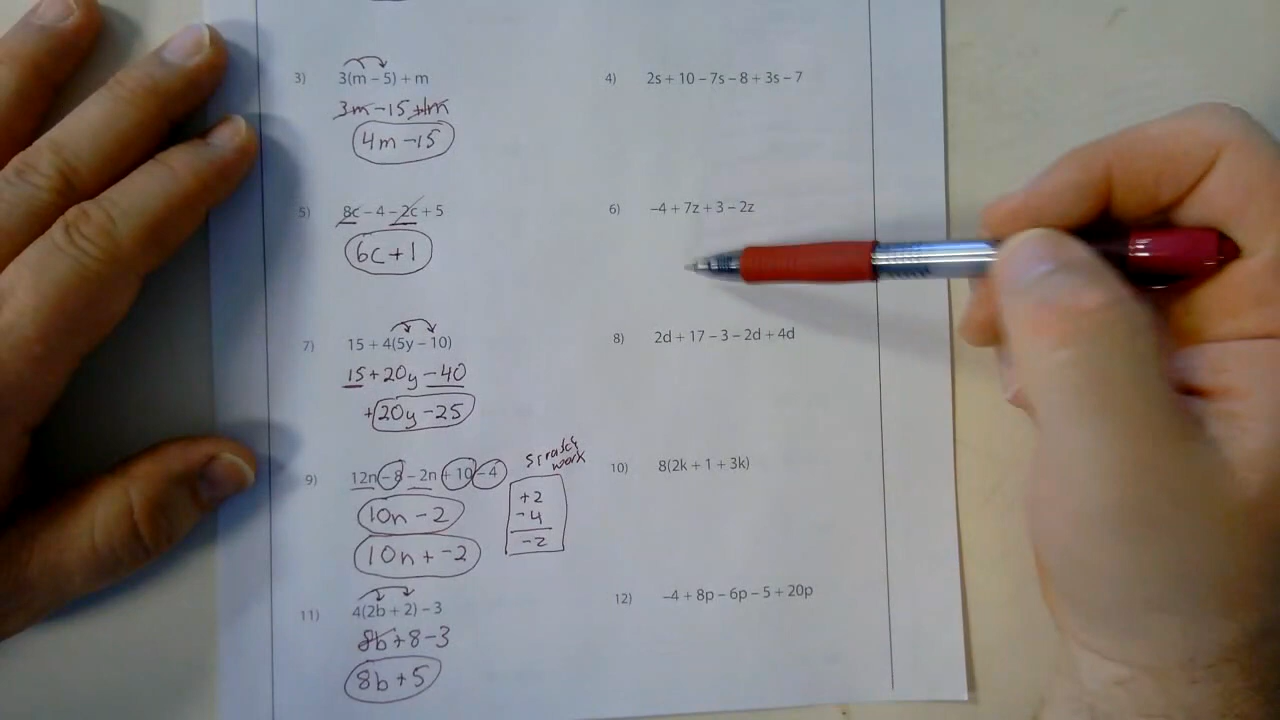 3) 3(m – 5) + m
3m -15 +1m
4m -15
4) 2s + 10 – 7s – 8 + 3s – 7
5) 8c – 4 – 2c + 5
6c +1
6) –4 + 7z + 3 – 2z
7) 15 + 4(5y – 10)
15 +20y -40
+20y -25
8) 2d + 17 – 3 – 2d + 4d
9) 12n – 8 – 2n + 10 – 4
10n - 2
10n + -2
work
+2
-4
-2
10) 8(2k + 1 + 3k)
11) 4(2b + 2) – 3
8b + 8 - 3
8b + 5
12) –4 + 8p – 6p – 5 + 20p